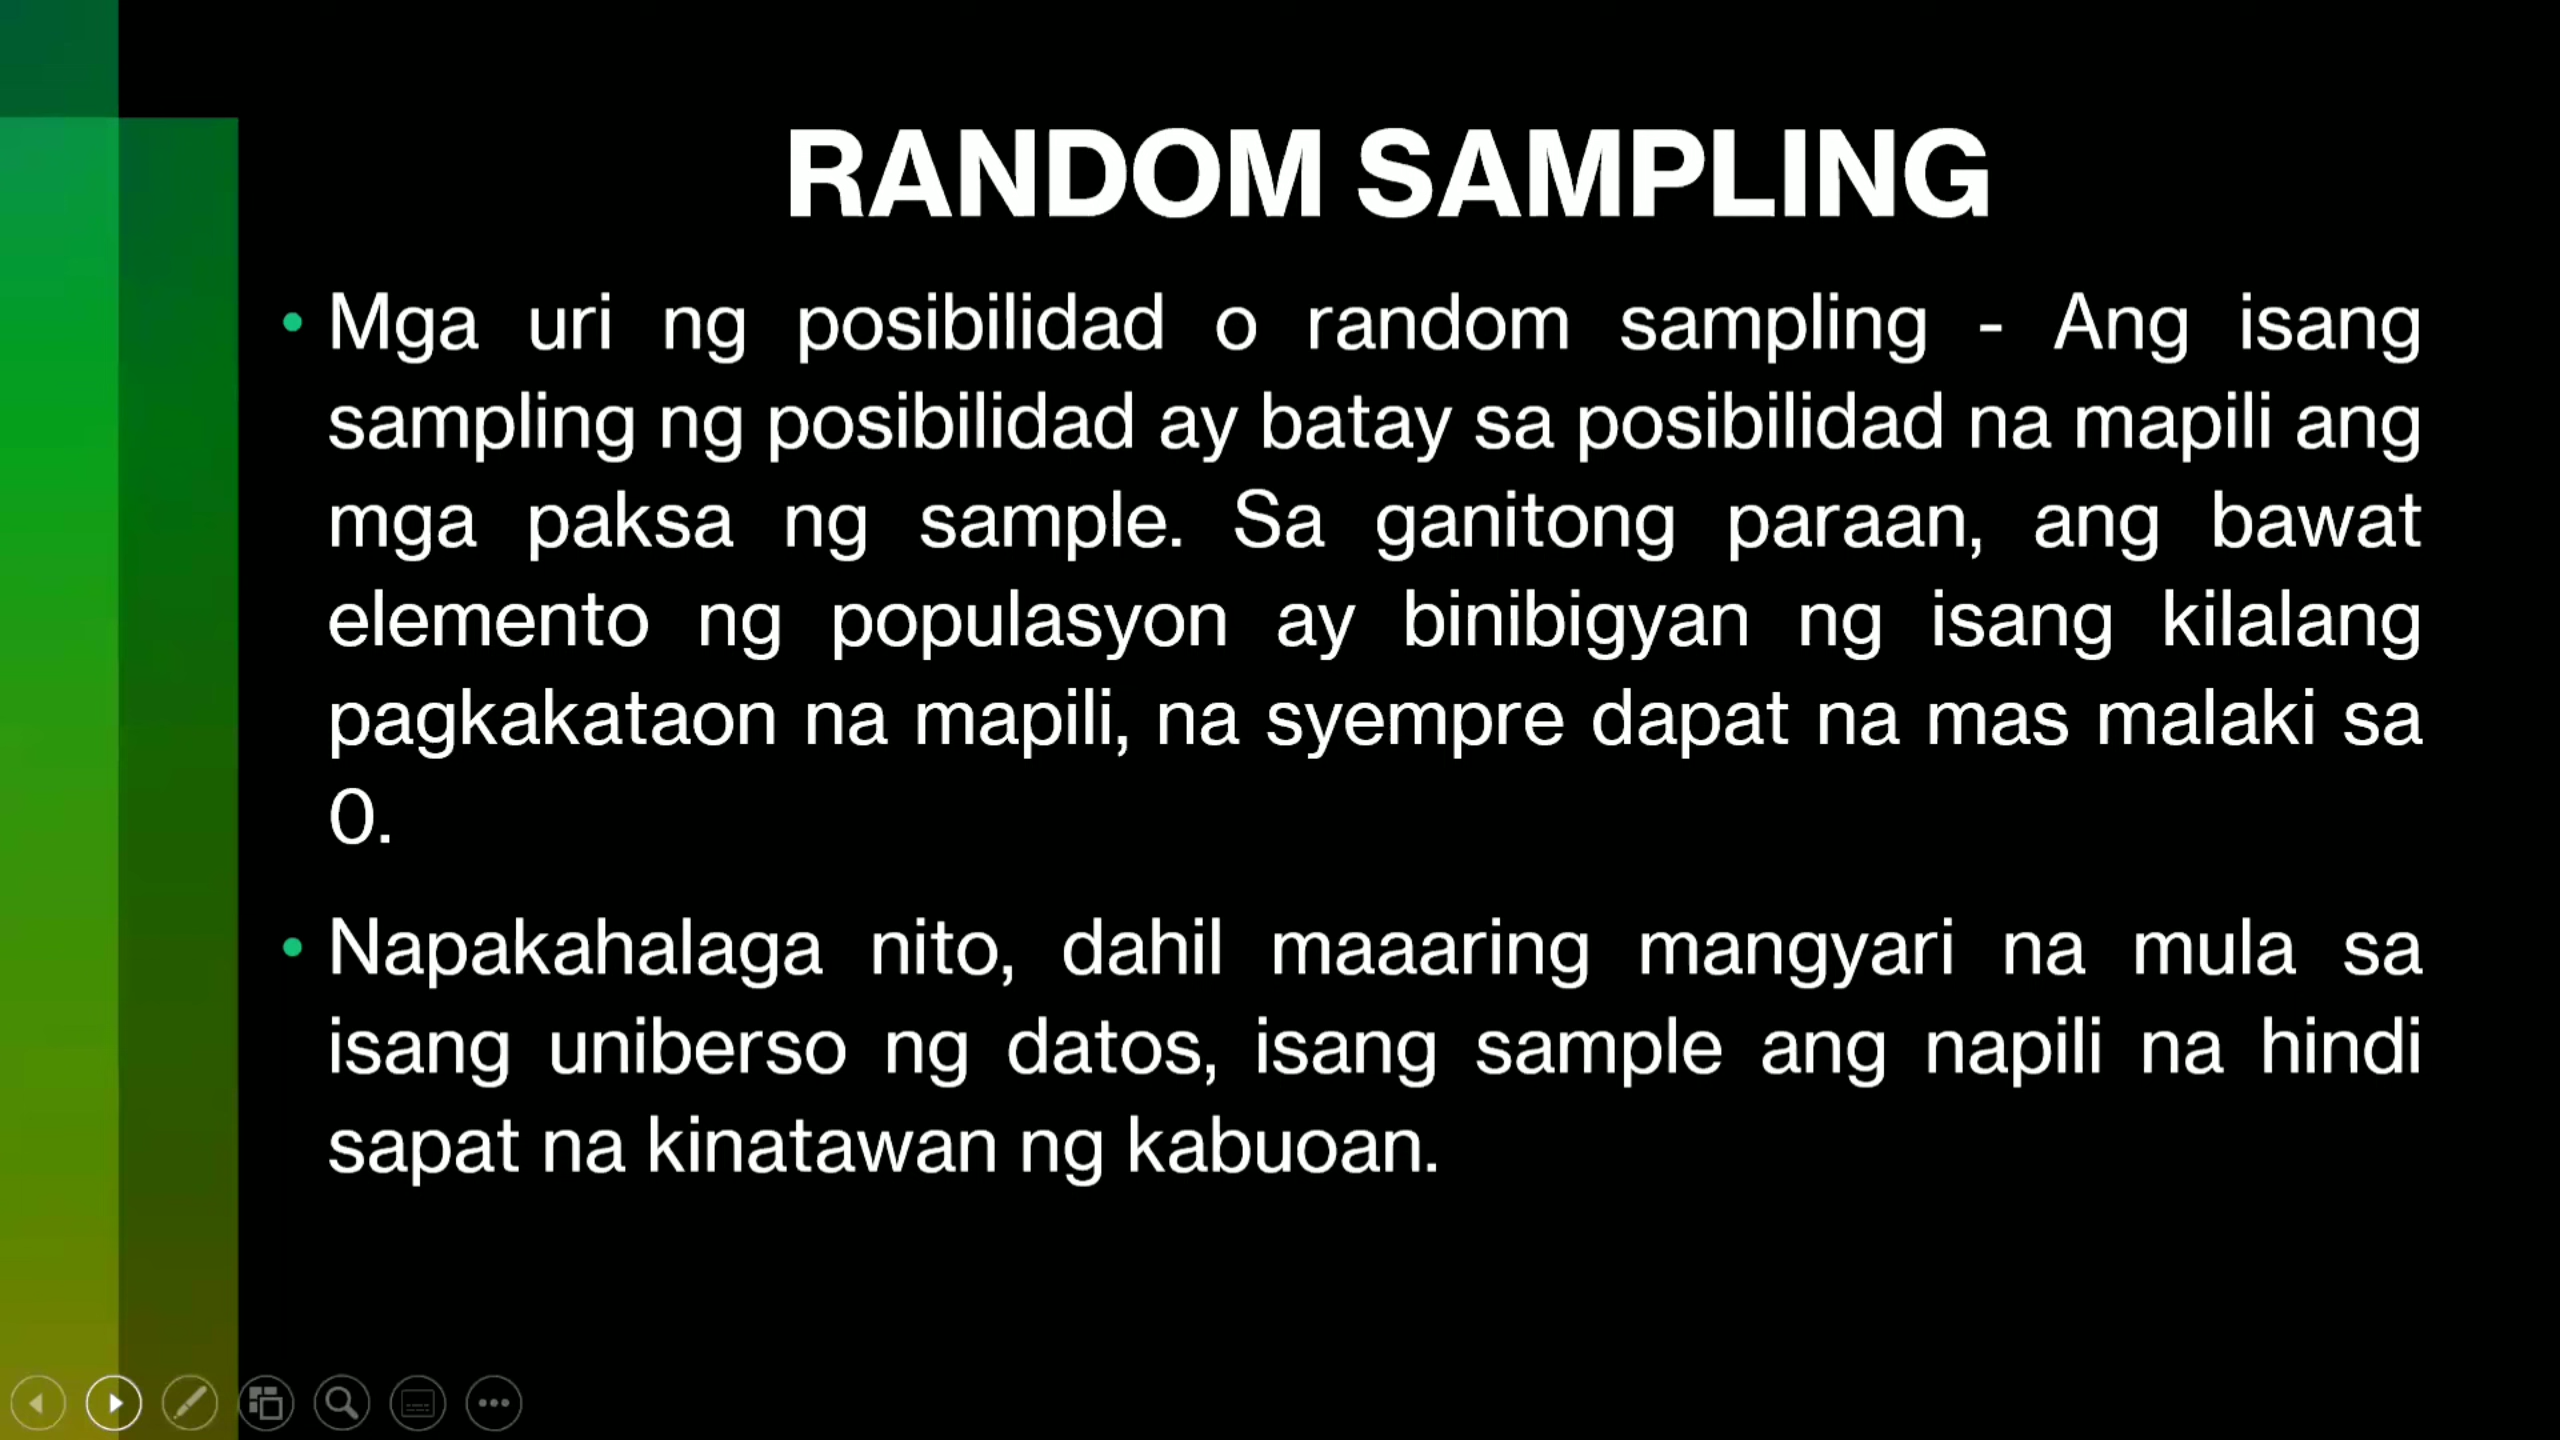 RANDOM SAMPLING
• Mga uri ng posibilidad o random sampling - Ang isang
sampling ng posibilidad ay batay sa posibilidad na mapili ang
mga paksa ng sample. Sa ganitong paraan, ang bawat
elemento ng populasyon ay binibigyan ng isang kilalang
pagkakataon na mapili, na syempre dapat na mas malaki sa
0.
• Napakahalaga nito, dahil maaaring mangyari na mula sa
isang uniberso ng datos, isang sample ang napili na hindi
sapat na kinatawan ng kabuoan.